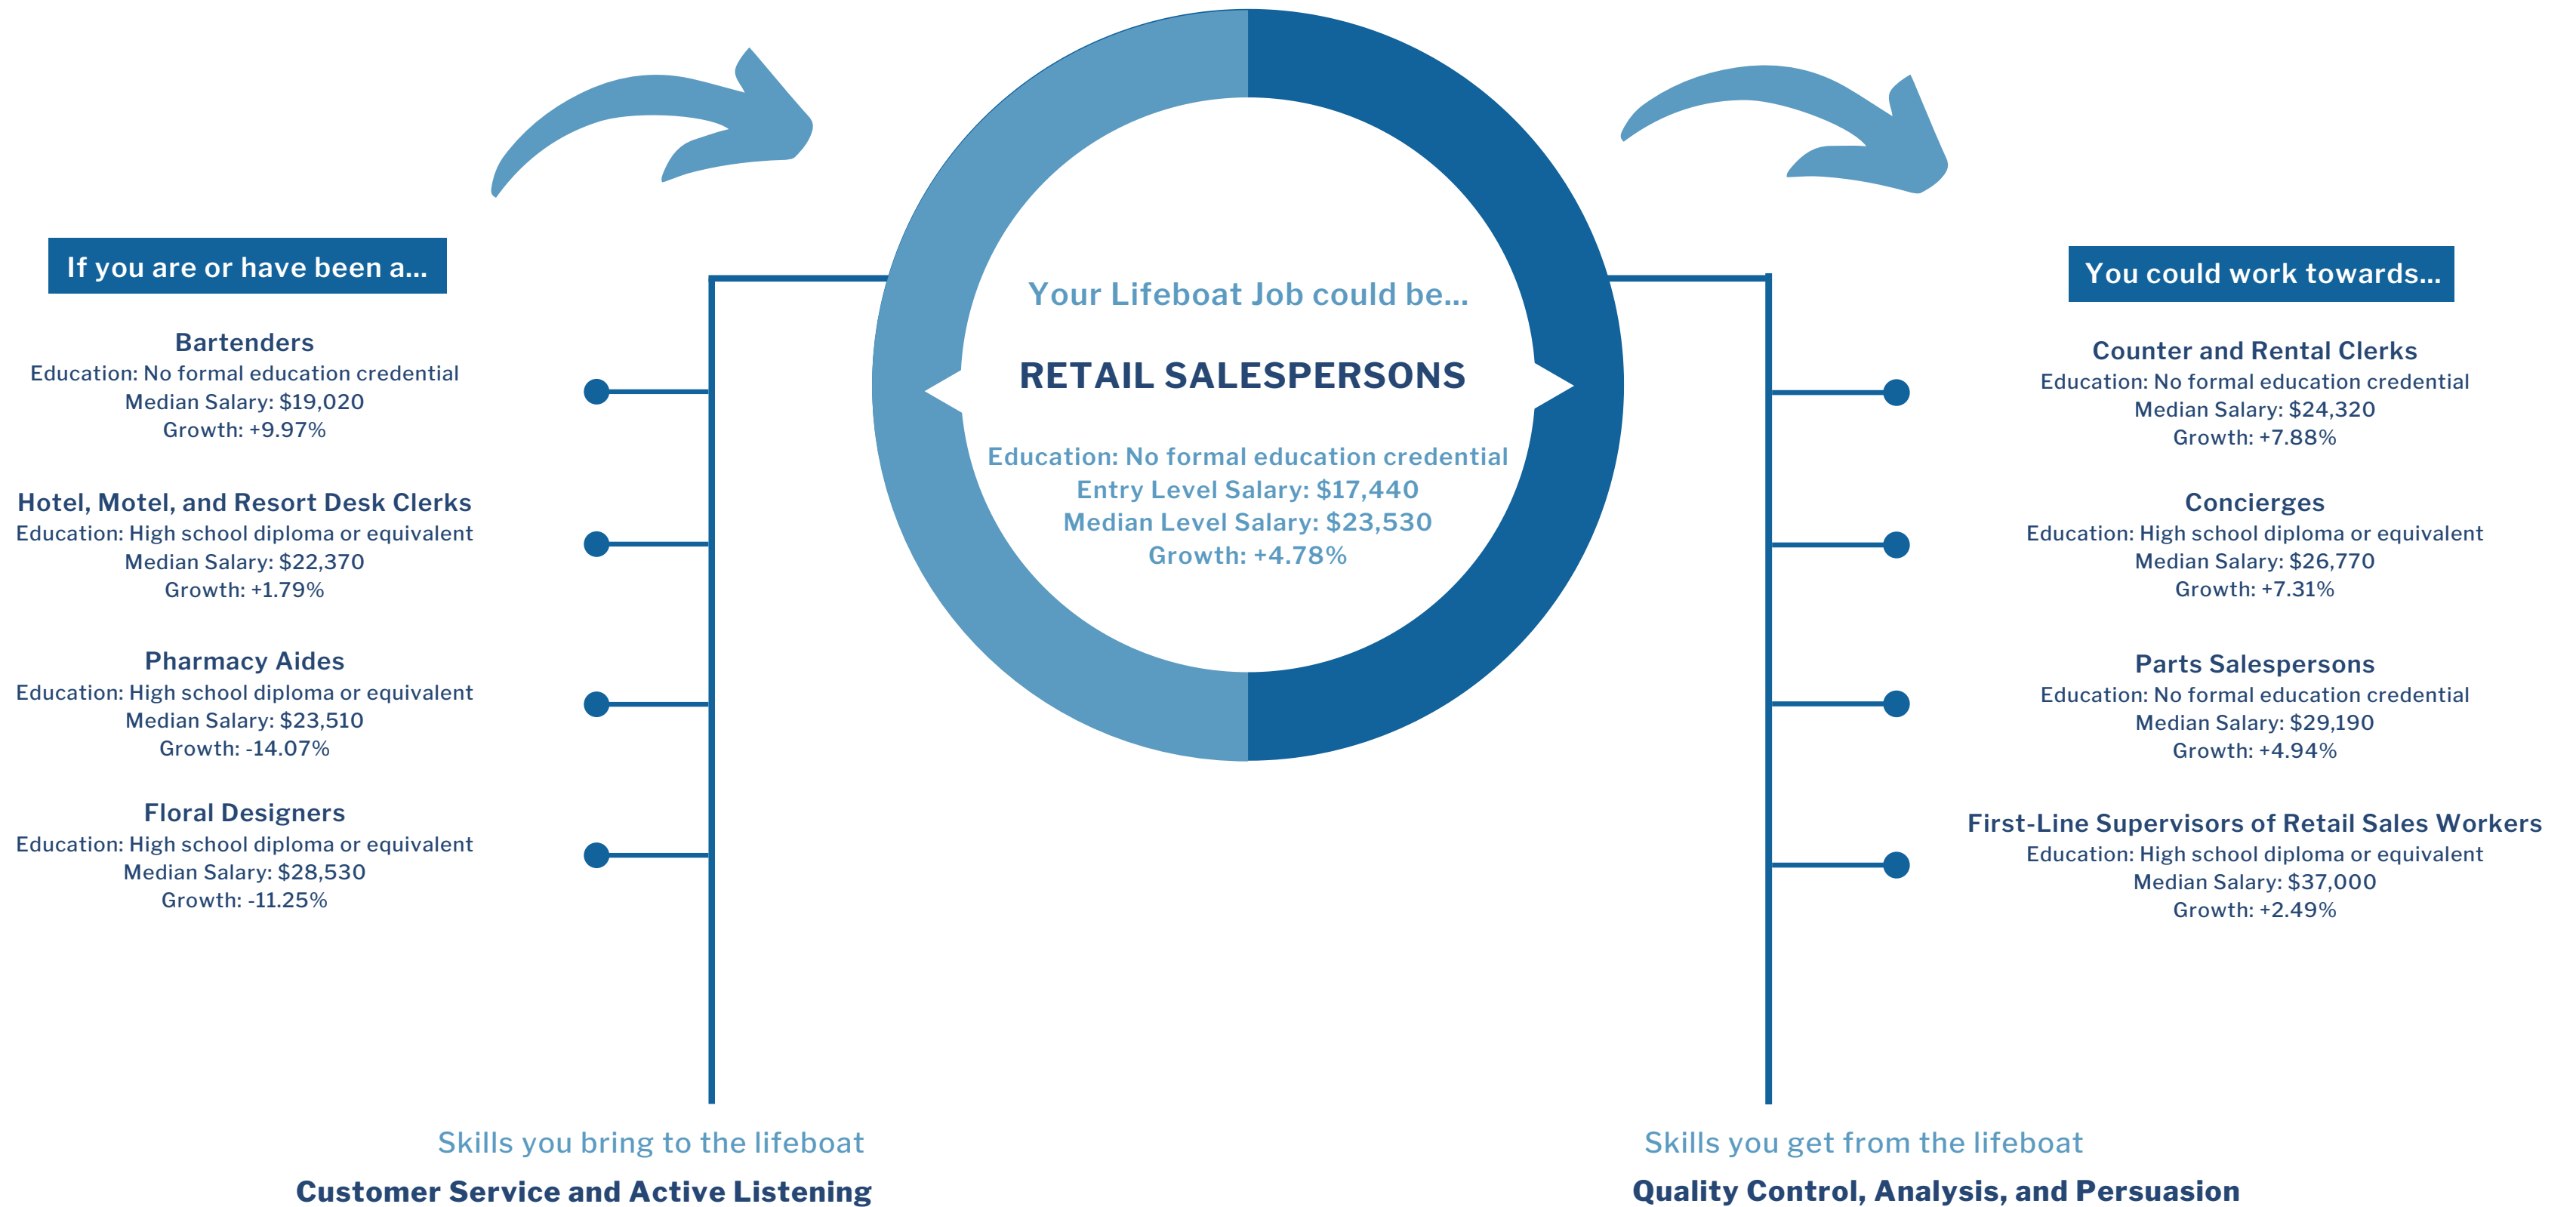 If you are or have been a...
Bartenders
Education: No formal education credential
Median Salary: $19,020
Growth: +9.97%
Hotel, Motel, and Resort Desk Clerks
Education: High school diploma or equivalent
Median Salary: $22,370
Growth: +1.79%
Pharmacy Aides
Education: High school diploma or equivalent
Median Salary: $23,510
Growth: -14.07%
Floral Designers
Education: High school diploma or equivalent
Median Salary: $28,530
Growth: -11.25%
Skills you bring to the lifeboat
Customer Service and Active Listening
Your Lifeboat Job could be...
RETAIL SALESPERSONS
Education: No formal education credential
Entry Level Salary: $17,440
Median Level Salary: $23,530
Growth: +4.78%
You could work towards...
Counter and Rental Clerks
Education: No formal education credential
Median Salary: $24,320
Growth: +7.88%
Concierges
Education: High school diploma or equivalent
Median Salary: $26,770
Growth: +7.31%
Parts Salespersons
Education: No formal education credential
Median Salary: $29,190
Growth: +4.94%
First-Line Supervisors of Retail Sales Workers
Education: High school diploma or equivalent
Median Salary: $37,000
Growth: +2.49%
Skills you get from the lifeboat
Quality Control, Analysis, and Persuasion